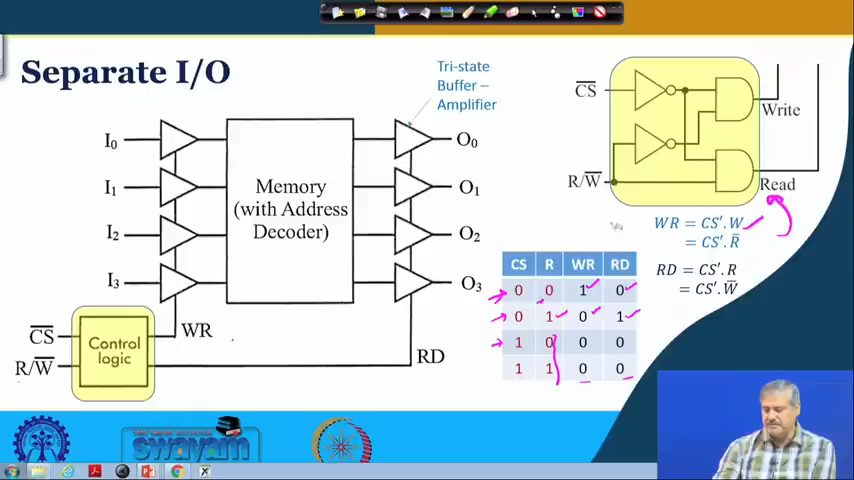 Separate I/O
Tri-state
Buffer –
Amplifier
I₀
O₀
I₁
O₁
I₂
O₂
I₃
O₃
Memory
(with Address
Decoder)
C̅S̅
R/W̅
Control
logic
WR
RD
C̅S̅
R/W̅
Write
Read
WR = CS′.W
= CS′.R̅
RD = CS′.R
= CS′.W̅
CS R WR RD
0 0 1 0
0 1 0 1
1 0 0 0
1 1 0 0
swayam